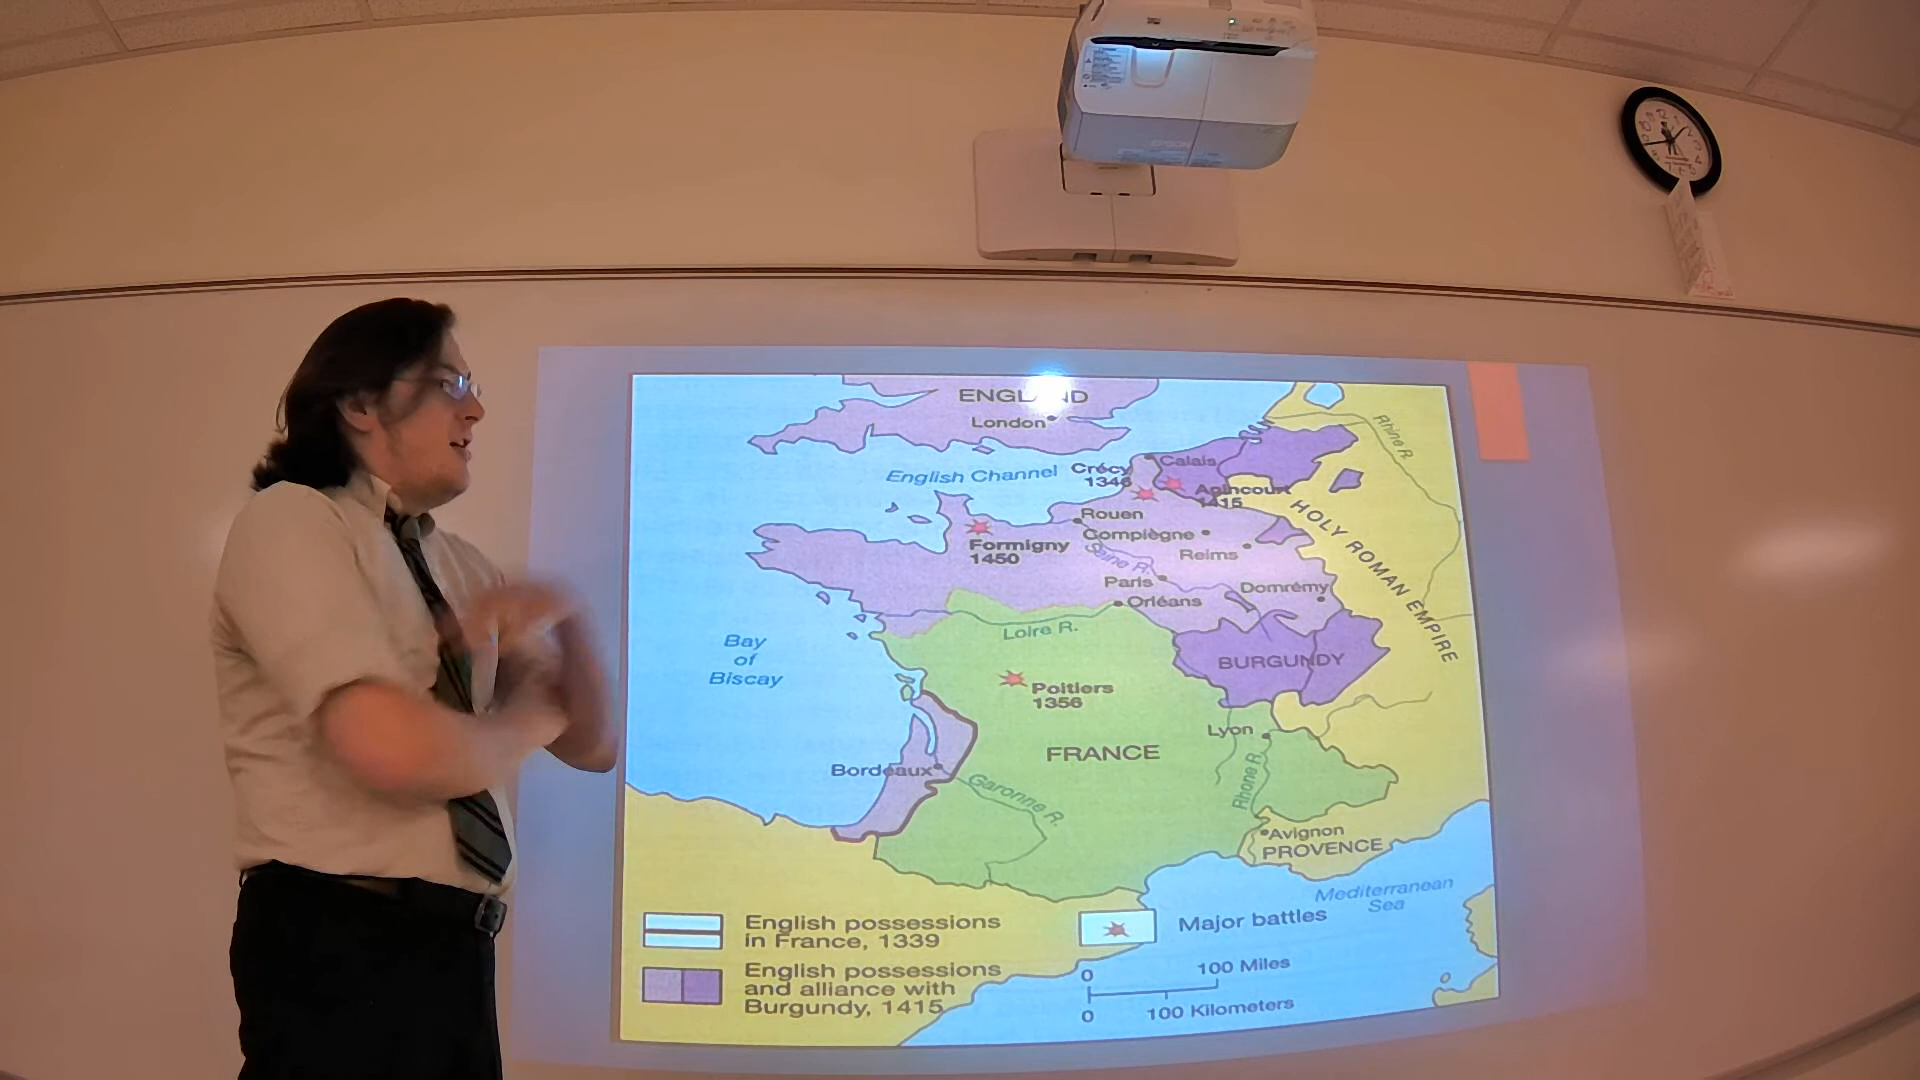 EPSON
ENGLAND
London
Rhine R.
English Channel
Crécy
1346
Calais
Agincourt
1415
HOLY ROMAN EMPIRE
Rouen
Formigny
1450
Compiègne
Seine R.
Reims
Paris
Domrémy
Orléans
Loire R.
Bay
of
Biscay
BURGUNDY
Poitiers
1356
Lyon
FRANCE
Bordeaux
Garonne R.
Rhone R.
Avignon
PROVENCE
Mediterranean
Sea
English possessions
in France, 1339
Major battles
English possessions
and alliance with
Burgundy, 1415
0
100 Miles
0
100 Kilometers